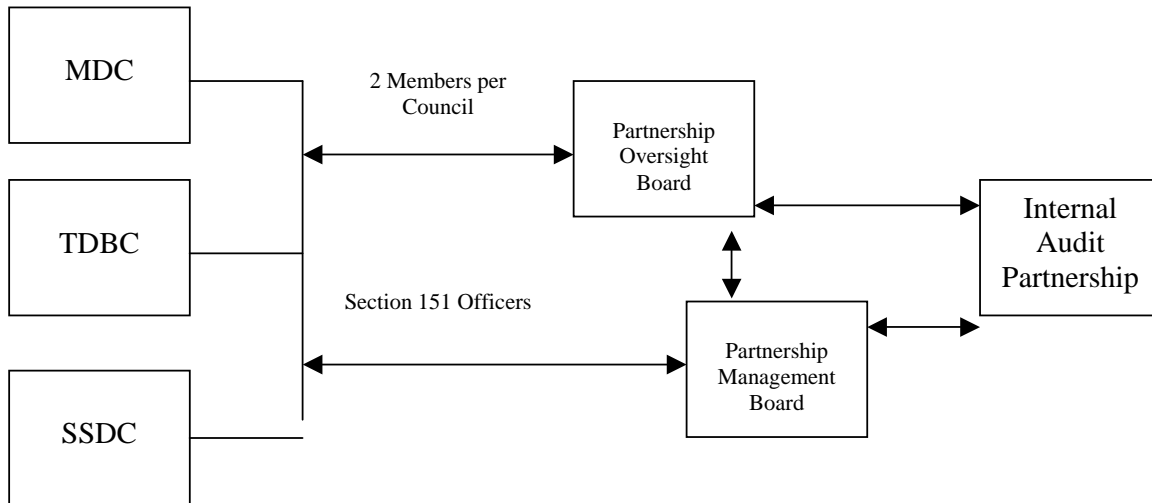 MDC
2 Members per
Council
Partnership
Oversight
Board
TDBC
Internal
Audit
Partnership
Section 151 Officers
Partnership
Management
Board
SSDC